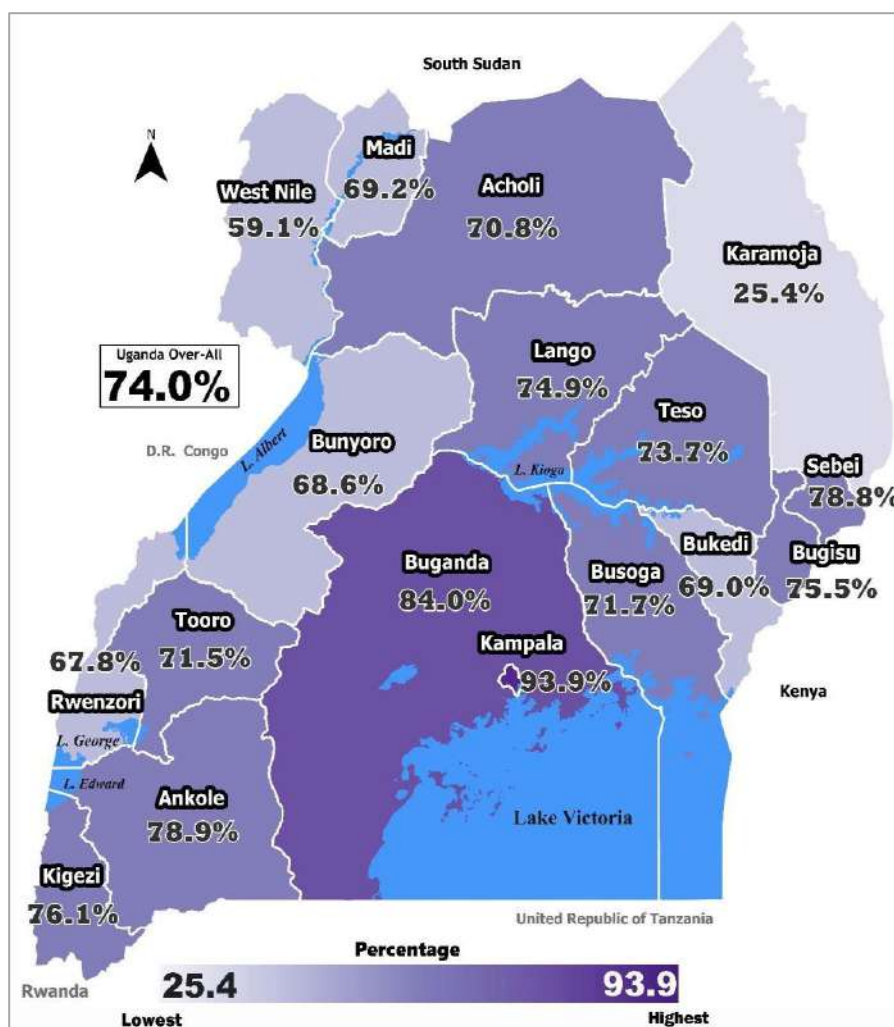 South Sudan
N
Madi
69.2%
West Nile
59.1%
Acholi
70.8%
Karamoja
25.4%
Uganda Over-All
74.0%
Lango
74.9%
Teso
73.7%
D.R. Congo
L. Albert
Bunyoro
68.6%
L. Kioga
Sebei
78.8%
Bukedi
69.0%
Bugisu
75.5%
Buganda
84.0%
Busoga
71.7%
Tooro
71.5%
Kampala
93.9%
67.8%
Rwenzori
Kenya
L. George
L. Edward
Ankole
78.9%
Lake Victoria
Kigezi
76.1%
United Republic of Tanzania
Percentage
25.4
93.9
Rwanda
Lowest
Highest